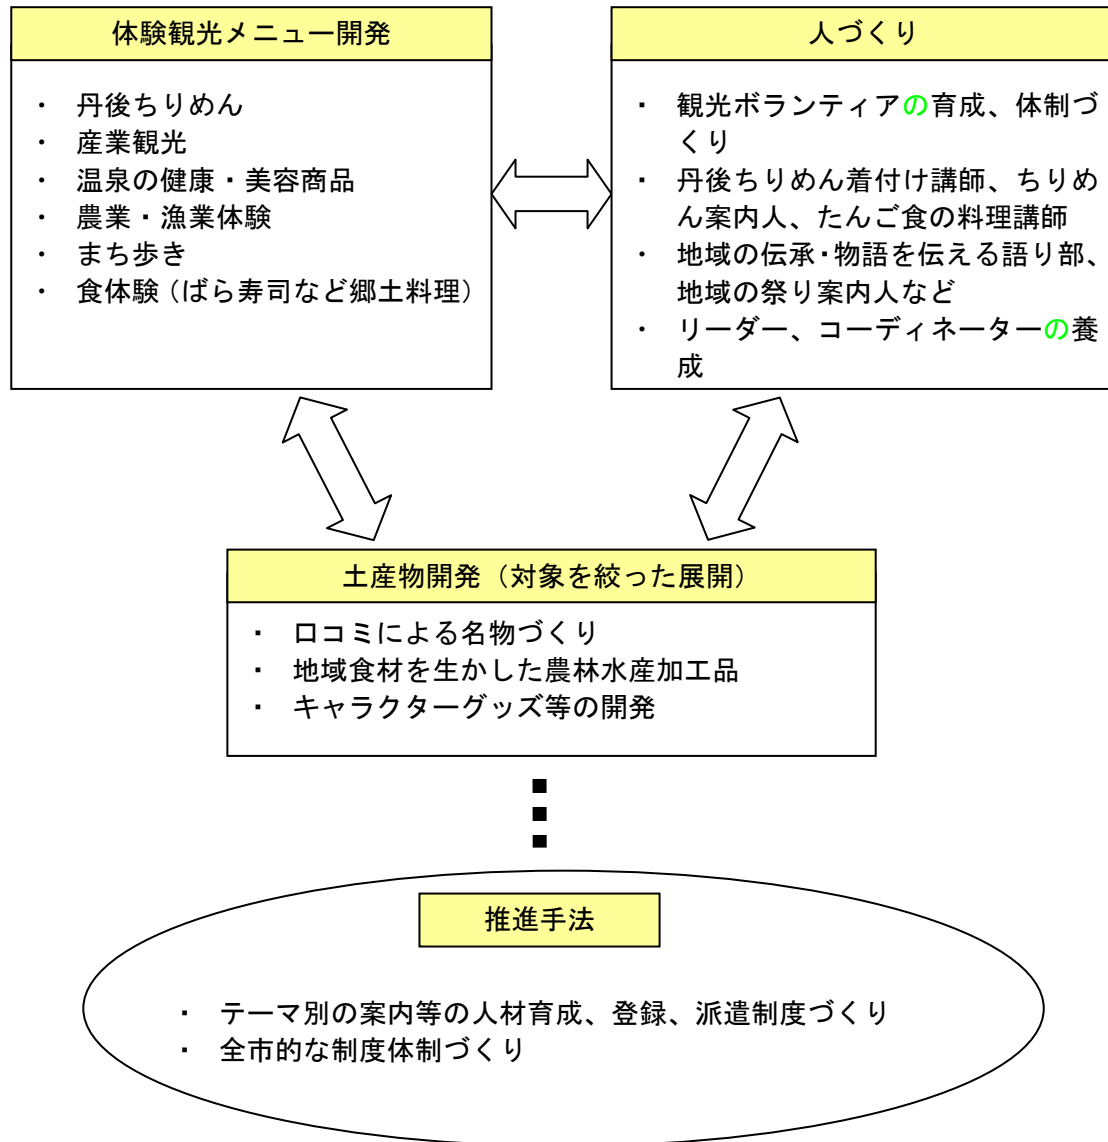 体験観光メニュー開発
・ 丹後ちりめん
・ 産業観光
・ 温泉の健康・美容商品
・ 農業・漁業体験
・ まち歩き
・ 食体験（ばら寿司など郷土料理）
人づくり
・ 観光ボランティアの育成、体制づ
くり
・ 丹後ちりめん着付け講師、ちりめ
ん案内人、たんご食の料理講師
・ 地域の伝承・物語を伝える語り部、
地域の祭り案内人など
・ リーダー、コーディネーターの養
成
土産物開発（対象を絞った展開）
・ 口コミによる名物づくり
・ 地域食材を生かした農林水産加工品
・ キャラクターグッズ等の開発
推進手法
・ テーマ別の案内等の人材育成、登録、派遣制度づくり
・ 全市的な制度体制づくり